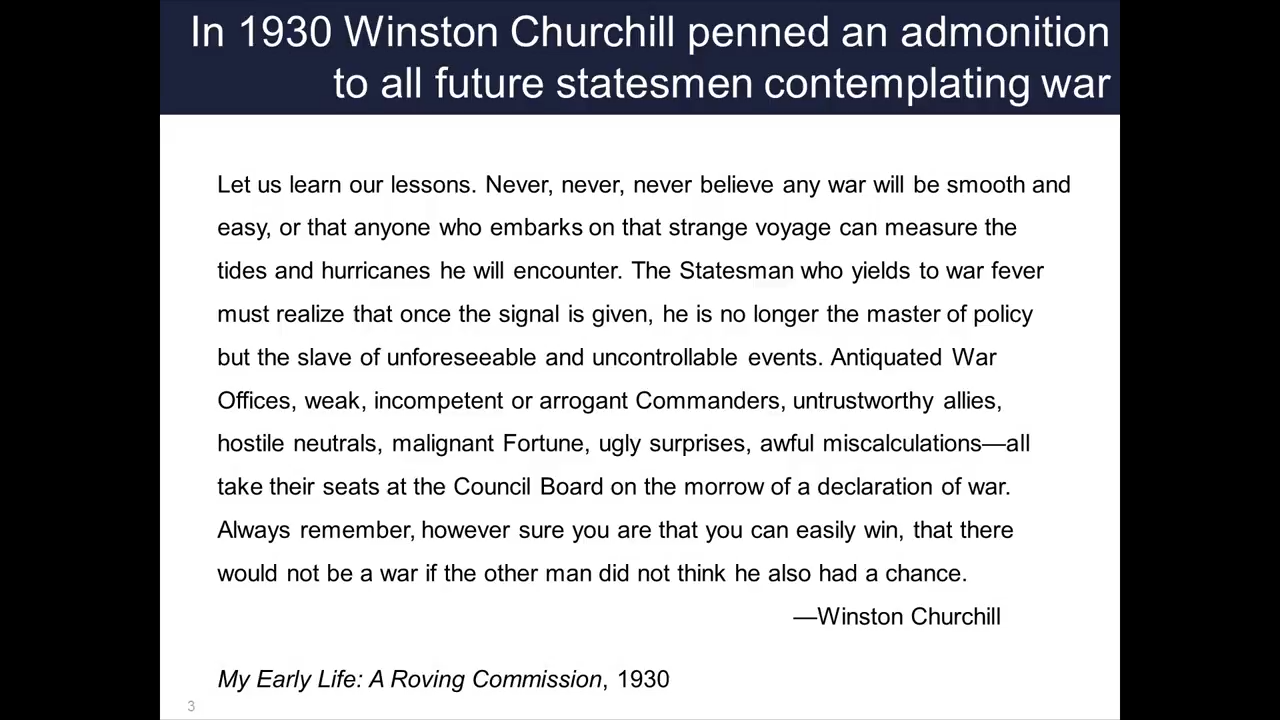 In 1930 Winston Churchill penned an admonition
to all future statesmen contemplating war
Let us learn our lessons. Never, never, never believe any war will be smooth and
easy, or that anyone who embarks on that strange voyage can measure the
tides and hurricanes he will encounter. The Statesman who yields to war fever
must realize that once the signal is given, he is no longer the master of policy
but the slave of unforeseeable and uncontrollable events. Antiquated War
Offices, weak, incompetent or arrogant Commanders, untrustworthy allies,
hostile neutrals, malignant Fortune, ugly surprises, awful miscalculations—all
take their seats at the Council Board on the morrow of a declaration of war.
Always remember, however sure you are that you can easily win, that there
would not be a war if the other man did not think he also had a chance.
—Winston Churchill
My Early Life: A Roving Commission, 1930
3